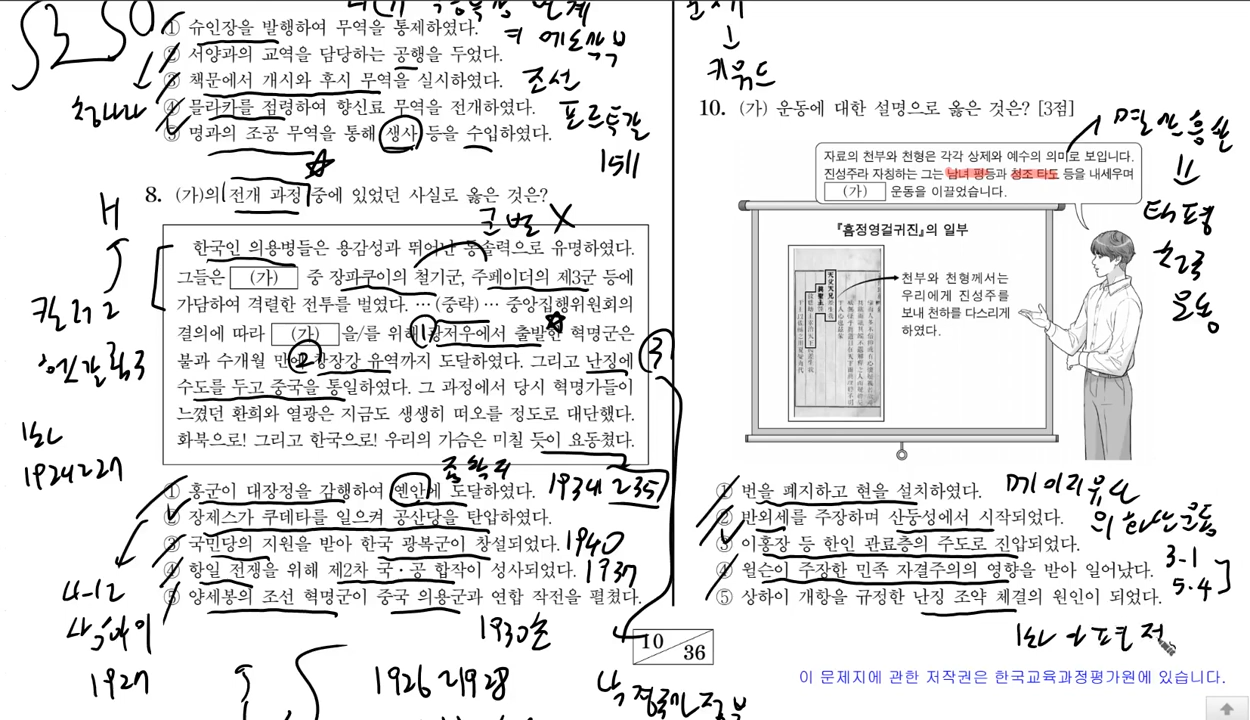 ① 슈인장을 발행하여 무역을 통제하였다.
② 서양과의 교역을 담당하는 공행을 두었다.
③ 책문에서 개시와 후시 무역을 실시하였다.
④ 믈라카를 점령하여 향신료 무역을 전개하였다.
⑤ 명과의 조공 무역을 통해 생사 등을 수입하였다.
조선
포르투갈
1511
8. (가)의 전개 과정 중에 있었던 사실로 옳은 것은?
군벌 X
한국인 의용병들은 용감성과 뛰어난 통솔력으로 유명하였다.
그들은 (가) 중 장파쿠이의 철기군, 주페이더의 제3군 등에
가담하여 격렬한 전투를 벌였다. … (중략) … 중앙집행위원회의
결의에 따라 (가) 을/를 위해 광저우에서 출발한 혁명군은
불과 수개월 만에 창장강 유역까지 도달하였다. 그리고 난징에
수도를 두고 중국을 통일하였다. 그 과정에서 당시 혁명가들이
느꼈던 환희와 열광은 지금도 생생히 떠오를 정도로 대단했다.
화북으로! 그리고 한국으로! 우리의 가슴은 미칠 듯이 요동쳤다.
H
1
2
3
① 홍군이 대장정을 감행하여 옌안에 도달하였다.
② 장제스가 쿠데타를 일으켜 공산당을 탄압하였다.
③ 국민당의 지원을 받아 한국 광복군이 창설되었다.
④ 항일 전쟁을 위해 제2차 국·공 합작이 성사되었다.
⑤ 양세봉의 조선 혁명군이 중국 의용군과 연합 작전을 펼쳤다.
1940
1937
4-12
1927
10
36
키워드
10. (가) 운동에 대한 설명으로 옳은 것은? [3점]
자료의 천부와 천형은 각각 상제와 예수의 의미로 보입니다.
진성주라 자칭하는 그는 남녀 평등과 청조 타도 등을 내세우며
(가) 운동을 이끌었습니다.
멸산흥한
=
태평
천국
운동
『흠정영걸귀진』의 일부
천부와 천형께서는
우리에게 진성주를
보내 천하를 다스리게
하였다.
① 번을 폐지하고 현을 설치하였다.
② 반외세를 주장하며 산둥성에서 시작되었다.
③ 이홍장 등 한인 관료층의 주도로 진압되었다.
④ 윌슨이 주장한 민족 자결주의의 영향을 받아 일어났다.
⑤ 상하이 개항을 규정한 난징 조약 체결의 원인이 되었다.
메이지유신
의화단운동
3-1
5.4
이 문제지에 관한 저작권은 한국교육과정평가원에 있습니다.